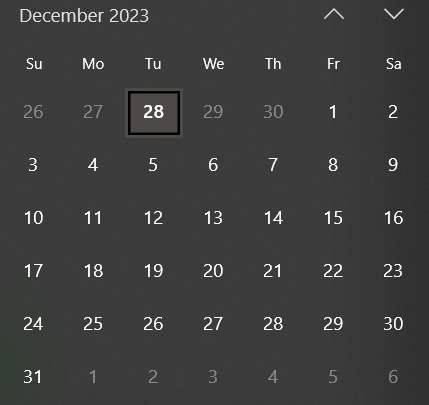 December 2023
Su Mo Tu We Th Fr Sa
26 27 28 29 30 1 2
3 4 5 6 7 8 9
10 11 12 13 14 15 16
17 18 19 20 21 22 23
24 25 26 27 28 29 30
31 1 2 3 4 5 6